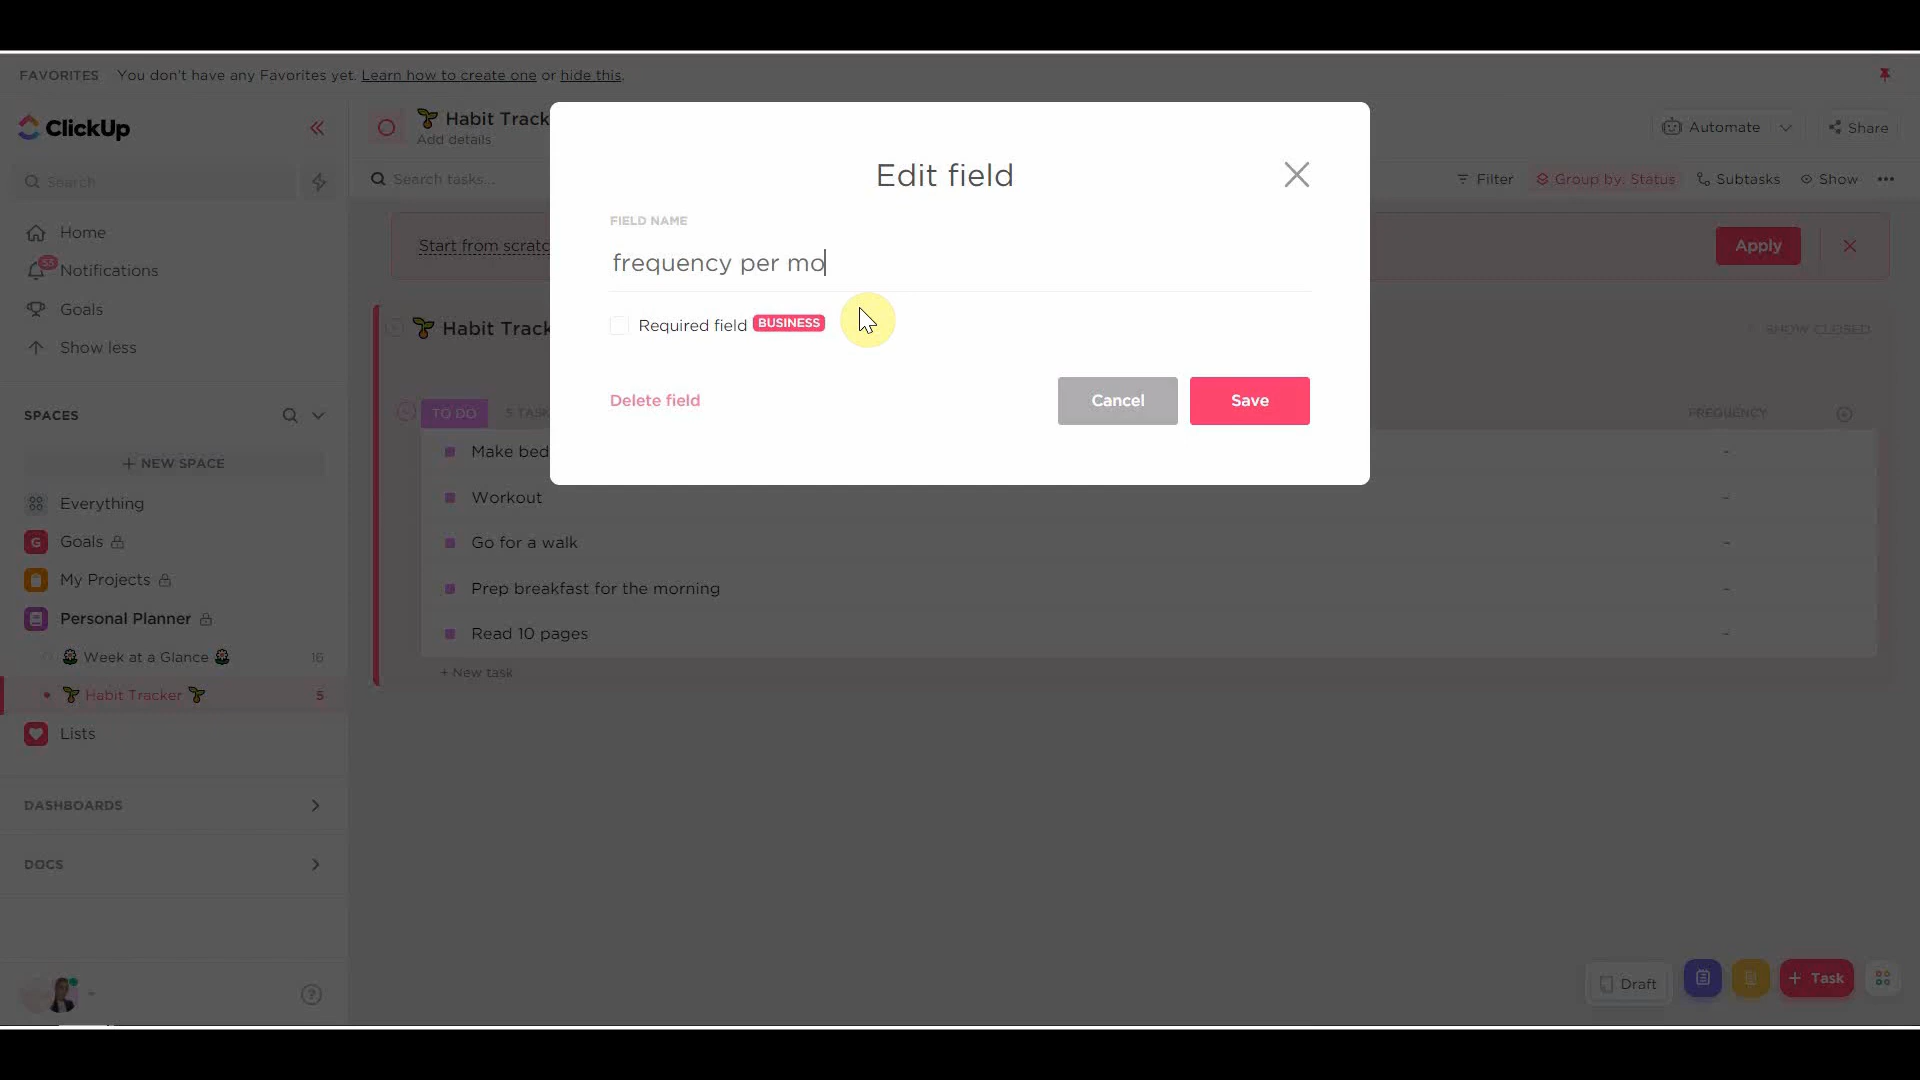 FAVORITES You don't have any Favorites yet. Learn how to create one or hide this.
ClickUp
Search
Home
53
Notifications
Goals
Show less
SPACES
+ NEW SPACE
Everything
G Goals
My Projects
Personal Planner
Week at a Glance 16
Habit Tracker 5
Lists
DASHBOARDS
DOCS
Habit Track
Add details
Automate
Share
Search tasks...
Filter
Group by: Status
Subtasks
Show
Start from scratc
Apply
Habit Track
SHOW CLOSED
TO DO
5 TASK
FREQUENCY
Make bed -
Workout -
Go for a walk -
Prep breakfast for the morning -
Read 10 pages -
+ New task
Edit field
FIELD NAME
frequency per mo
Required field BUSINESS
Delete field
Cancel
Save
Draft
+ Task